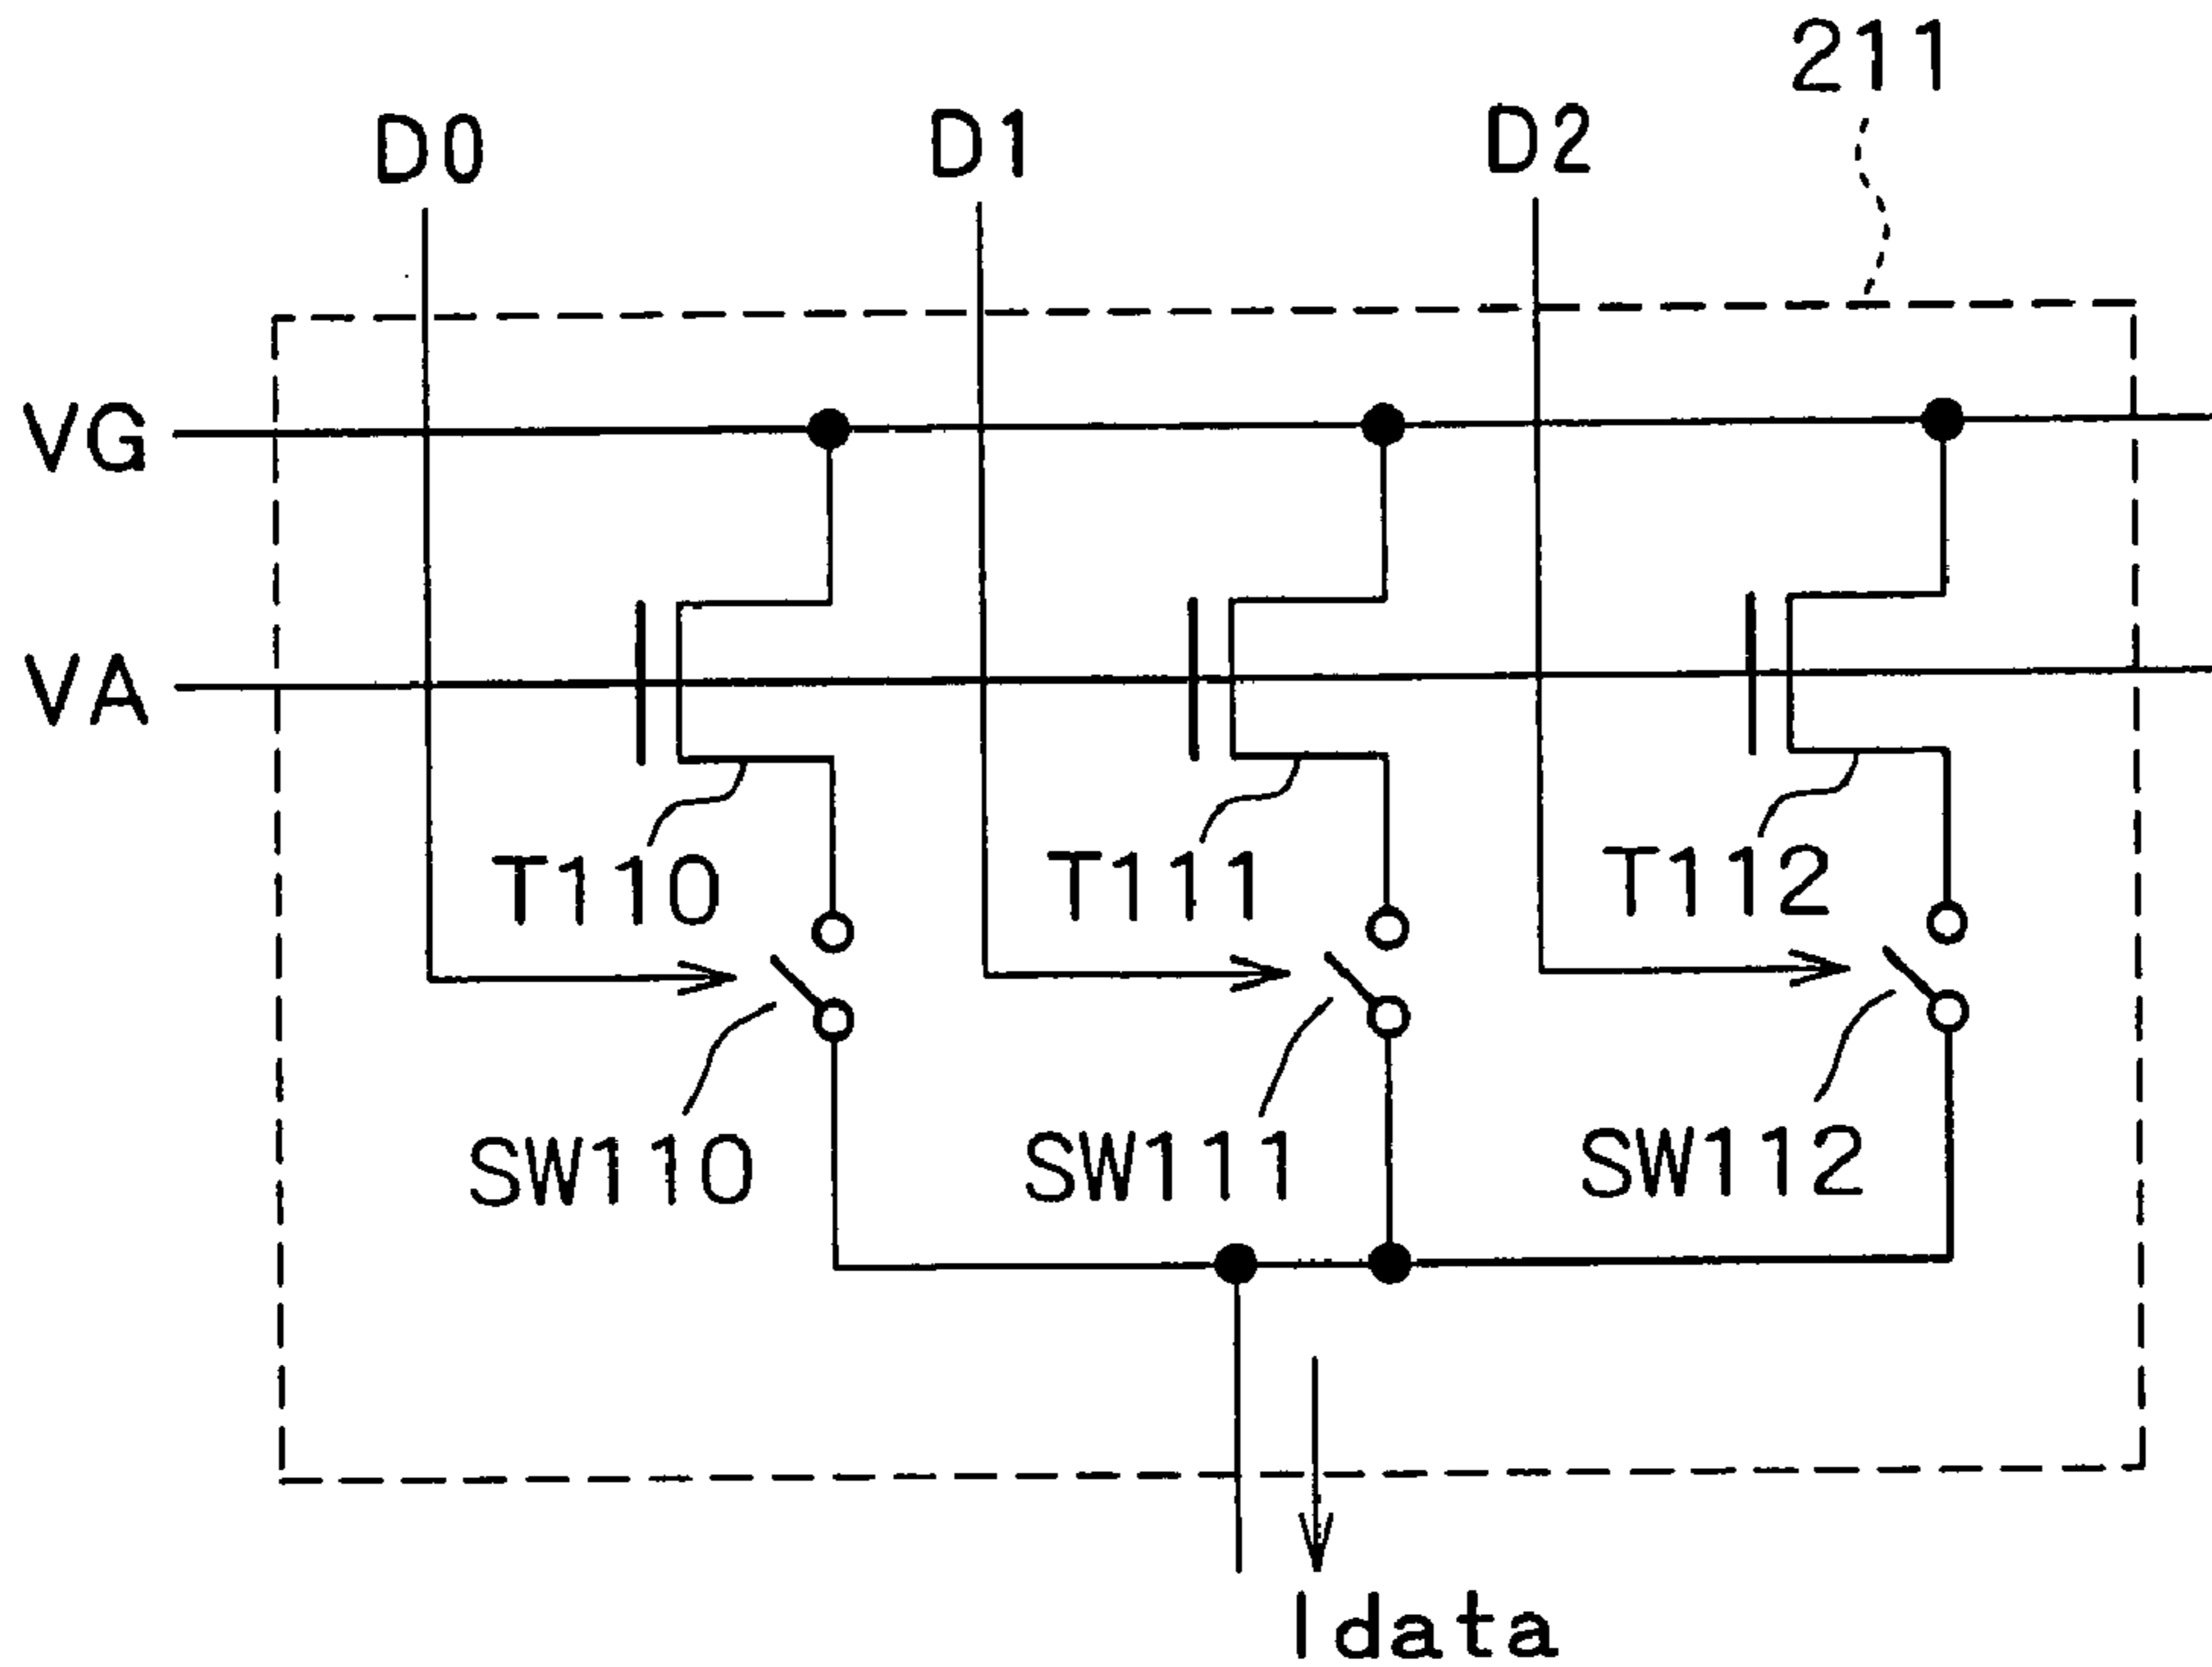 211
D0 D1 D2
VG
VA
T110 T111 T112
SW110 SW111 SW112
Idata